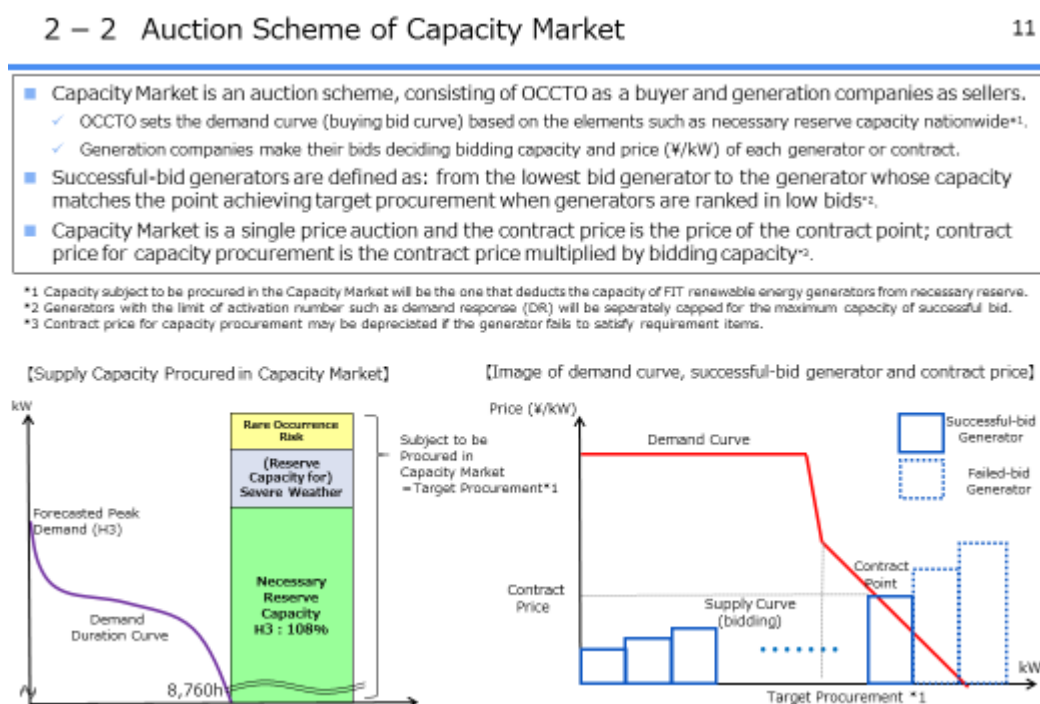 2 – 2 Auction Scheme of Capacity Market
11
Capacity Market is an auction scheme, consisting of OCCTO as a buyer and generation companies as sellers.
OCCTO sets the demand curve (buying bid curve) based on the elements such as necessary reserve capacity nationwide*1.
Generation companies make their bids deciding bidding capacity and price (¥/kW) of each generator or contract.
Successful-bid generators are defined as: from the lowest bid generator to the generator whose capacity
matches the point achieving target procurement when generators are ranked in low bids*2.
Capacity Market is a single price auction and the contract price is the price of the contract point; contract
price for capacity procurement is the contract price multiplied by bidding capacity*3.
*1 Capacity subject to be procured in the Capacity Market will be the one that deducts the capacity of FIT renewable energy generators from necessary reserve.
*2 Generators with the limit of activation number such as demand response (DR) will be separately capped for the maximum capacity of successful bid.
*3 Contract price for capacity procurement may be depreciated if the generator fails to satisfy requirement items.
【Supply Capacity Procured in Capacity Market】
kW
Rare Occurrence
Risk
(Reserve
Capacity for)
Severe Weather
Subject to be
Procured in
Capacity Market
=Target Procurement*1
Forecasted Peak
Demand (H3)
Necessary
Reserve
Capacity
H3 : 108%
Demand
Duration Curve
8,760h
【Image of demand curve, successful-bid generator and contract price】
Price (¥/kW)
Demand Curve
Successful-bid
Generator
Failed-bid
Generator
Contract
Price
Contract
Point
Supply Curve
(bidding)
kW
Target Procurement *1